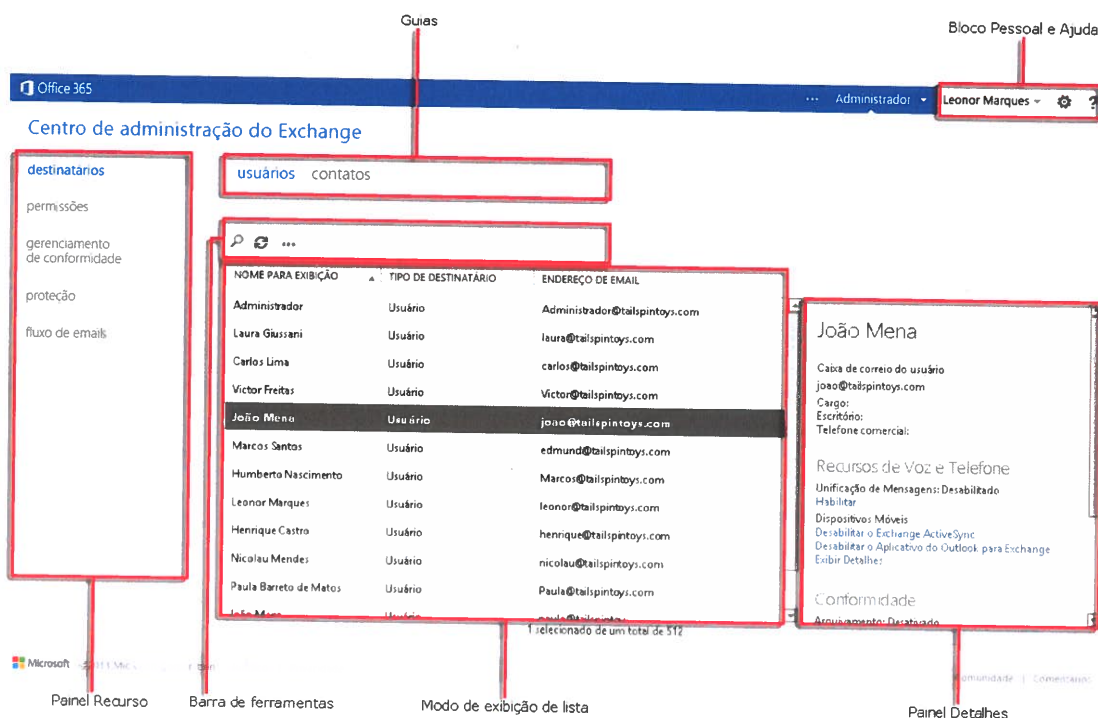 Guias
Bloco Pessoal e Ajuda
Office 365
... Administrador Leonor Marques ?
Centro de administração do Exchange
destinatários
permissões
gerenciamento
de conformidade
proteção
fluxo de emails
usuários contatos
...
NOME PARA EXIBIÇÃO TIPO DE DESTINATÁRIO ENDEREÇO DE EMAIL
Administrador Usuário Administrador@tailspintoys.com
Laura Giussani Usuário laura@tailspintoys.com
Carlos Lima Usuário carlos@tailspintoys.com
Victor Freitas Usuário Victor@tailspintoys.com
João Mena Usuário joao@tailspintoys.com
Marcos Santos Usuário edmund@tailspintoys.com
Humberto Nascimento Usuário Marcos@tailspintoys.com
Leonor Marques Usuário leonor@tailspintoys.com
Henrique Castro Usuário henrique@tailspintoys.com
Nicolau Mendes Usuário nicolau@tailspintoys.com
Paula Barreto de Matos Usuário Paula@tailspintoys.com
Usuário
1 selecionado de um total de 512
João Mena
Caixa de correio do usuário
joao@tailspintoys.com
Cargo:
Escritório:
Telefone comercial:
Recursos de Voz e Telefone
Unificação de Mensagens: Desabilitado
Habilitar
Dispositivos Móveis
Desabilitar o Exchange ActiveSync
Desabilitar o Aplicativo do Outlook para Exchange
Exibir Detalhe:
Conformidade
Arquivamento: Desativado
Microsoft
Comunidade | Comentários
Painel Recurso
Barra de ferramentas
Modo de exibição de lista
Painel Detalhes